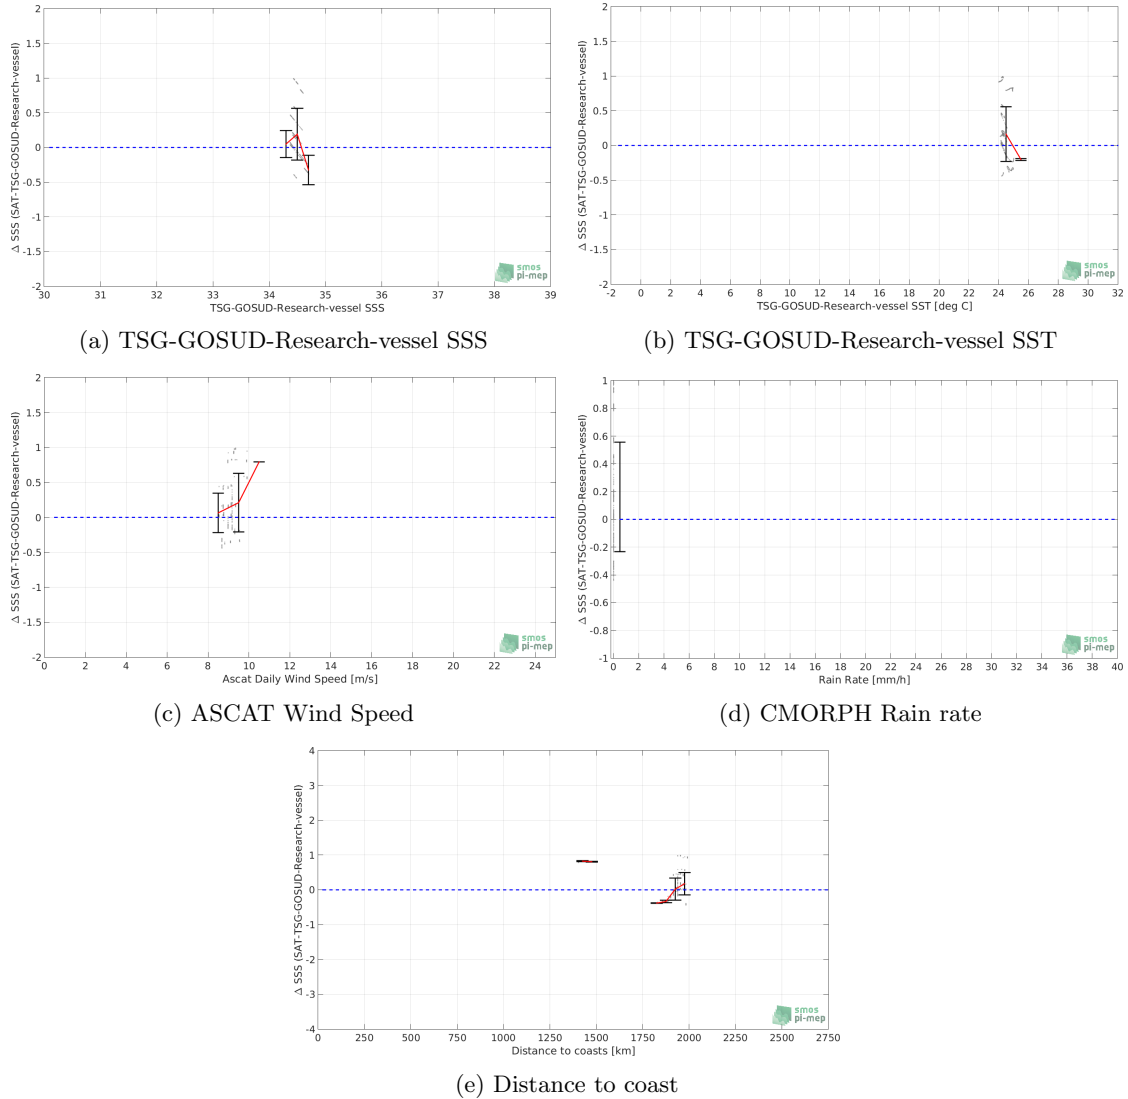 Δ SSS (SAT-TSG-GOSUD-Research-vessel)
2
1.5
1
0.5
0
-0.5
-1
-1.5
-2
30 31 32 33 34 35 36 37 38 39
TSG-GOSUD-Research-vessel SSS
smos
pi-mep
(a) TSG-GOSUD-Research-vessel SSS
Δ SSS (SAT-TSG-GOSUD-Research-vessel)
2
1.5
1
0.5
0
-0.5
-1
-1.5
-2
-2 0 2 4 6 8 10 12 14 16 18 20 22 24 26 28 30 32
TSG-GOSUD-Research-vessel SST [deg C]
smos
pi-mep
(b) TSG-GOSUD-Research-vessel SST
Δ SSS (SAT-TSG-GOSUD-Research-vessel)
2
1.5
1
0.5
0
-0.5
-1
-1.5
-2
0 2 4 6 8 10 12 14 16 18 20 22 24
Ascat Daily Wind Speed [m/s]
smos
pi-mep
(c) ASCAT Wind Speed
Δ SSS (SAT-TSG-GOSUD-Research-vessel)
1
0.8
0.6
0.4
0.2
0
-0.2
-0.4
-0.6
-0.8
-1
0 2 4 6 8 10 12 14 16 18 20 22 24 26 28 30 32 34 36 38 40
Rain Rate [mm/h]
smos
pi-mep
(d) CMORPH Rain rate
Δ SSS (SAT-TSG-GOSUD-Research-vessel)
4
3
2
1
0
-1
-2
-3
-4
0 250 500 750 1000 1250 1500 1750 2000 2250 2500 2750
Distance to coasts [km]
smos
pi-mep
(e) Distance to coast